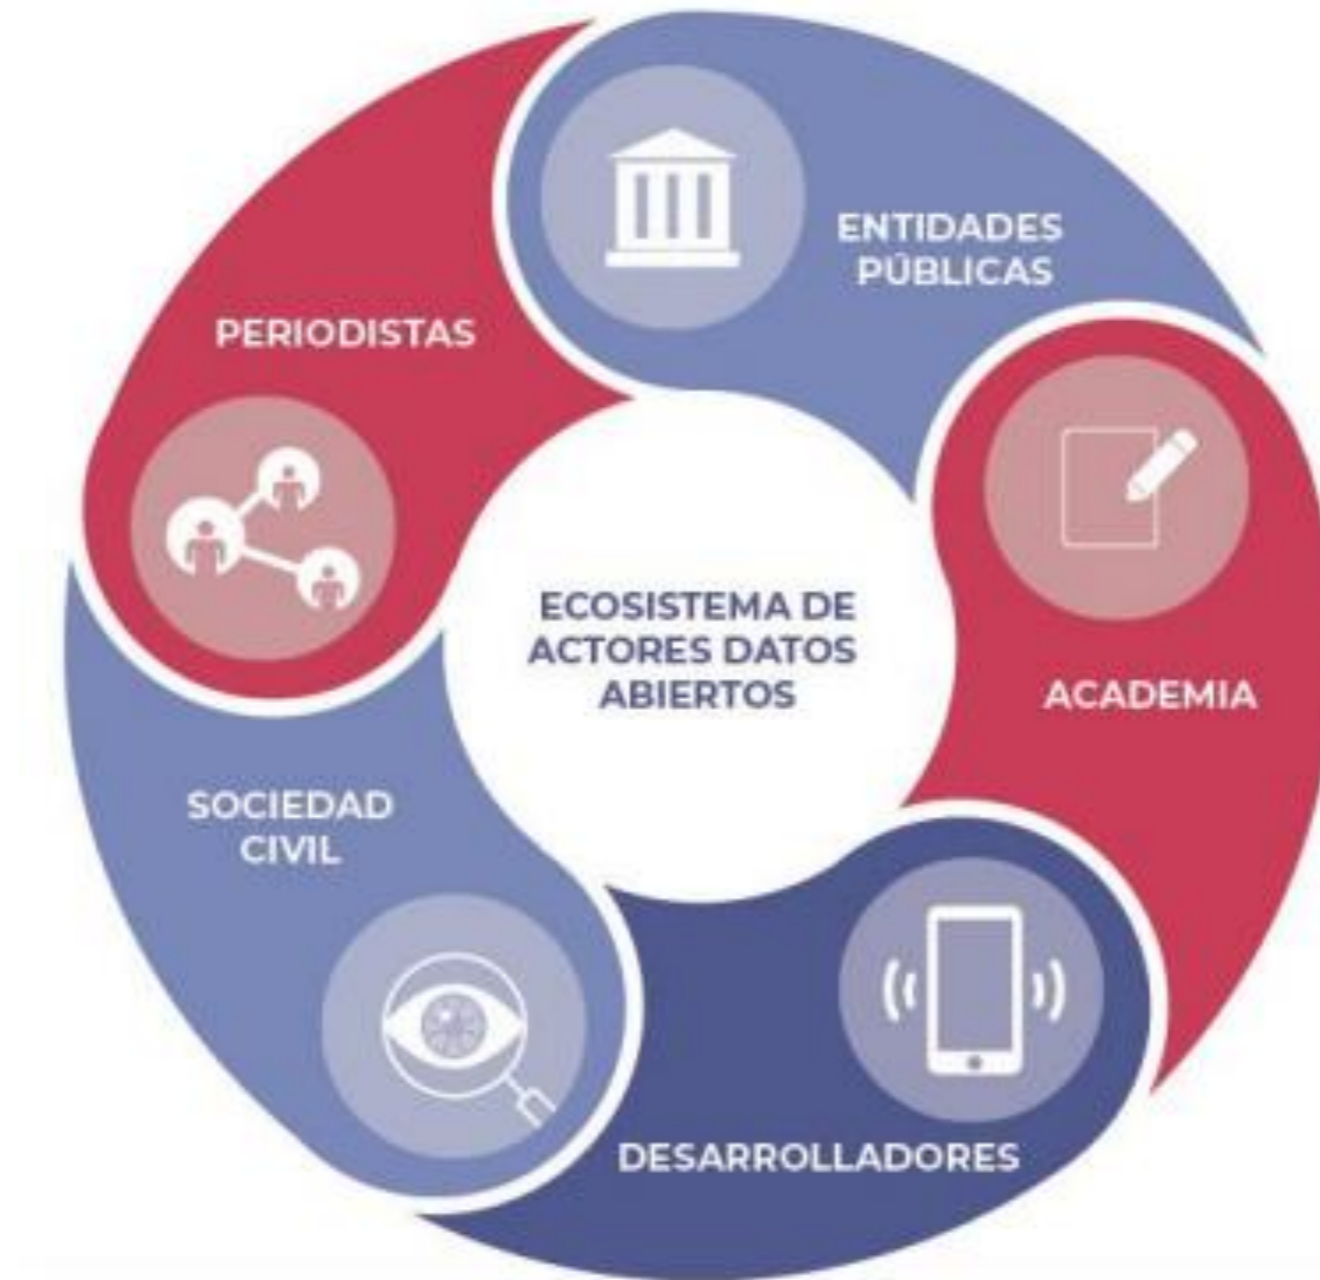 ENTIDADES
PÚBLICAS
PERIODISTAS
ECOSISTEMA DE
ACTORES DATOS
ABIERTOS
ACADEMIA
SOCIEDAD
CIVIL
DESARROLLADORES